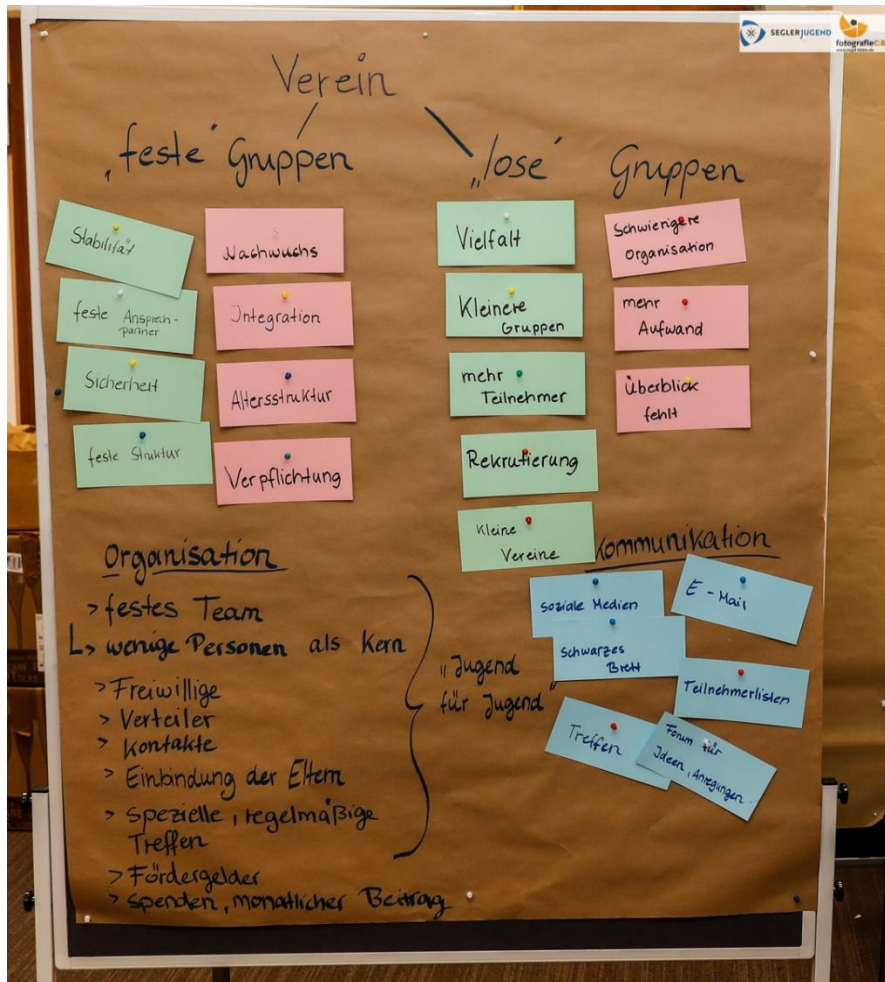 SEGLERJUGEND
Verein
„feste" Gruppen
Stabilität
feste Ansprech-
partner
Sicherheit
feste Struktur
Nachwuchs
Integration
Altersstruktur
Verpflichtung
„lose" Gruppen
Vielfalt
Kleinere
Gruppen
mehr
Teilnehmer
Rekrutierung
Kleine
Vereine
Schwierigere
Organisation
mehr
Aufwand
Überblick
fehlt
Organisation
> festes Team
L> wenige Personen als Kern
> Freiwillige
> Verteiler
> Kontakte
> Einbindung der Eltern
> spezielle, regelmäßige
Treffen
> Fördergelder
> Spenden, monatlicher Beitrag
„Jugend
für Jugend"
Kommunikation
Soziale Medien
E-Mail
Schwarzes
Brett
Teilnehmerlisten
Treffen
Forum für
Ideen, Anregungen